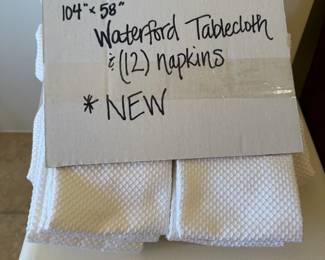 104" x 58"
Waterford Tablecloth
& (12) napkins
* NEW